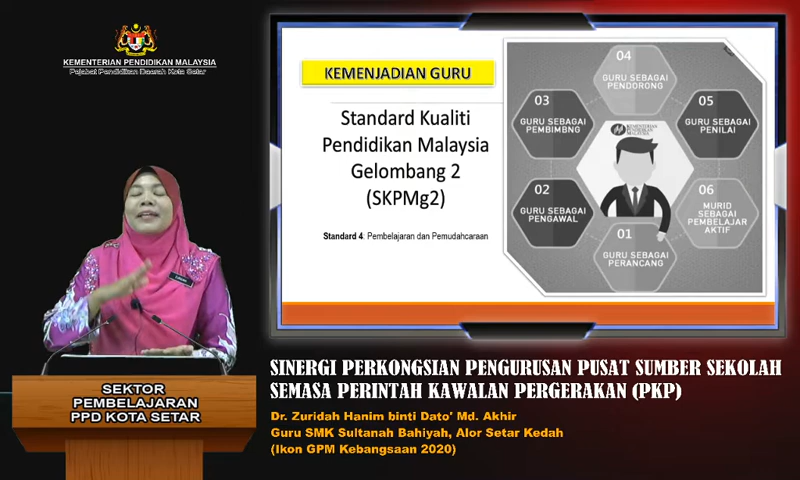 KEMENTERIAN PENDIDIKAN MALAYSIA
Pejabat Pendidikan Daerah Kota Setar
KEMENJADIAN GURU
Standard Kualiti
Pendidikan Malaysia
Gelombang 2
(SKPMg2)
Standard 4: Pembelajaran dan Pemudahcaraan
04
GURU SEBAGAI
PENDORONG
03
GURU SEBAGAI
PEMBIMBNG
05
GURU SEBAGAI
PENILAI
KEMENTERIAN
PENDIDIKAN
MALAYSIA
02
GURU SEBAGAI
PENGAWAL
06
MURID
SEBAGAI
PEMBELAJAR
AKTIF
01
GURU SEBAGAI
PERANCANG
SEKTOR
PEMBELAJARAN
PPD KOTA SETAR
SINERGI PERKONGSIAN PENGURUSAN PUSAT SUMBER SEKOLAH
SEMASA PERINTAH KAWALAN PERGERAKAN (PKP)
Dr. Zuridah Hanim binti Dato' Md. Akhir
Guru SMK Sultanah Bahiyah, Alor Setar Kedah
(Ikon GPM Kebangsaan 2020)